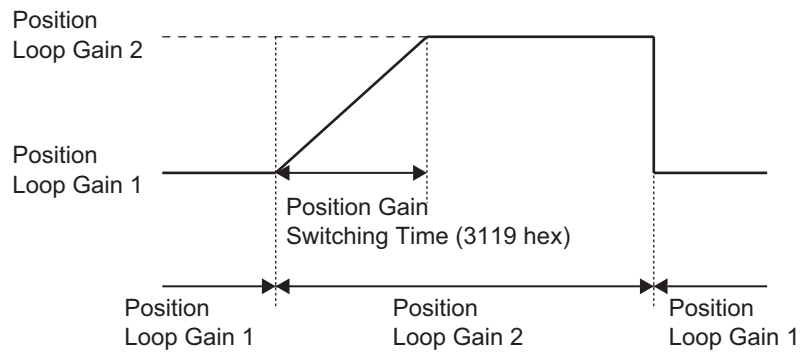 Position
Loop Gain 2
Position
Loop Gain 1
Position Gain
Switching Time (3119 hex)
Position
Loop Gain 1
Position
Loop Gain 2
Position
Loop Gain 1